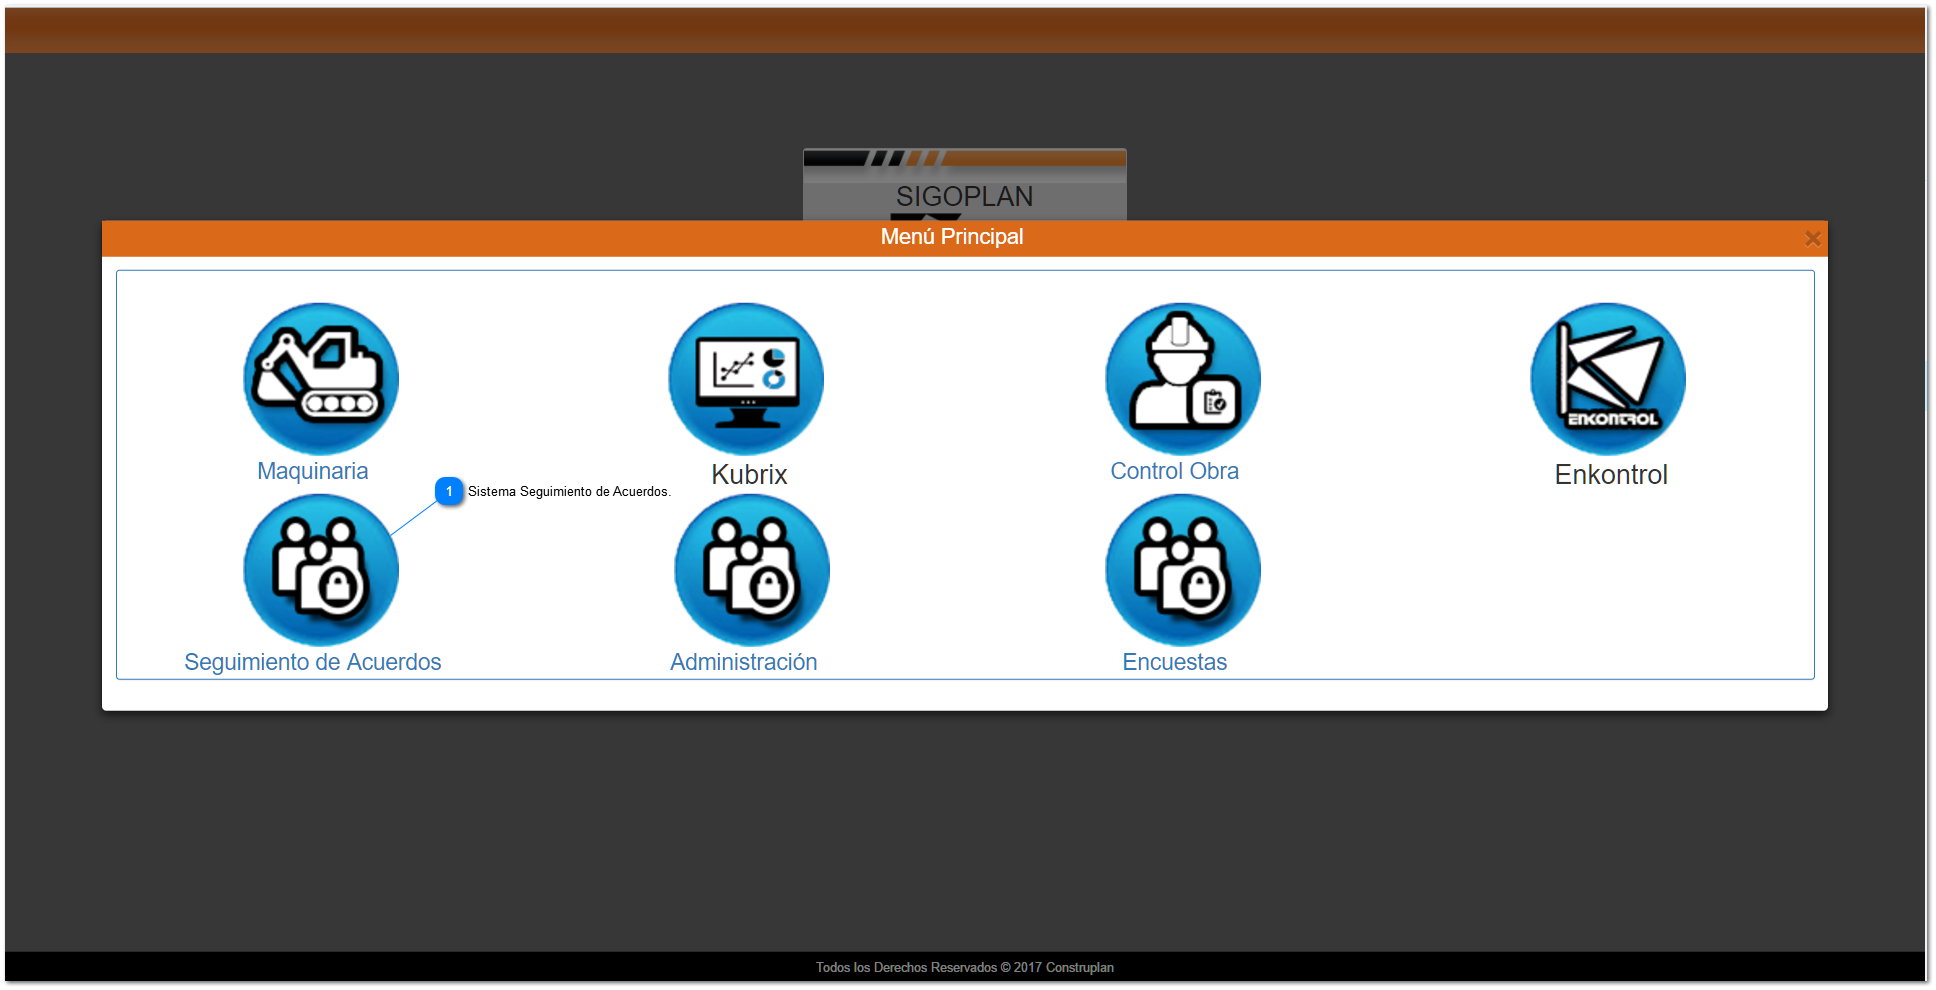 SIGOPLAN
Menú Principal
ENKONTROL
Maquinaria
Kubrix
Control Obra
Enkontrol
1 Sistema Seguimiento de Acuerdos.
Seguimiento de Acuerdos
Administración
Encuestas
Todos los Derechos Reservados © 2017 Construplan